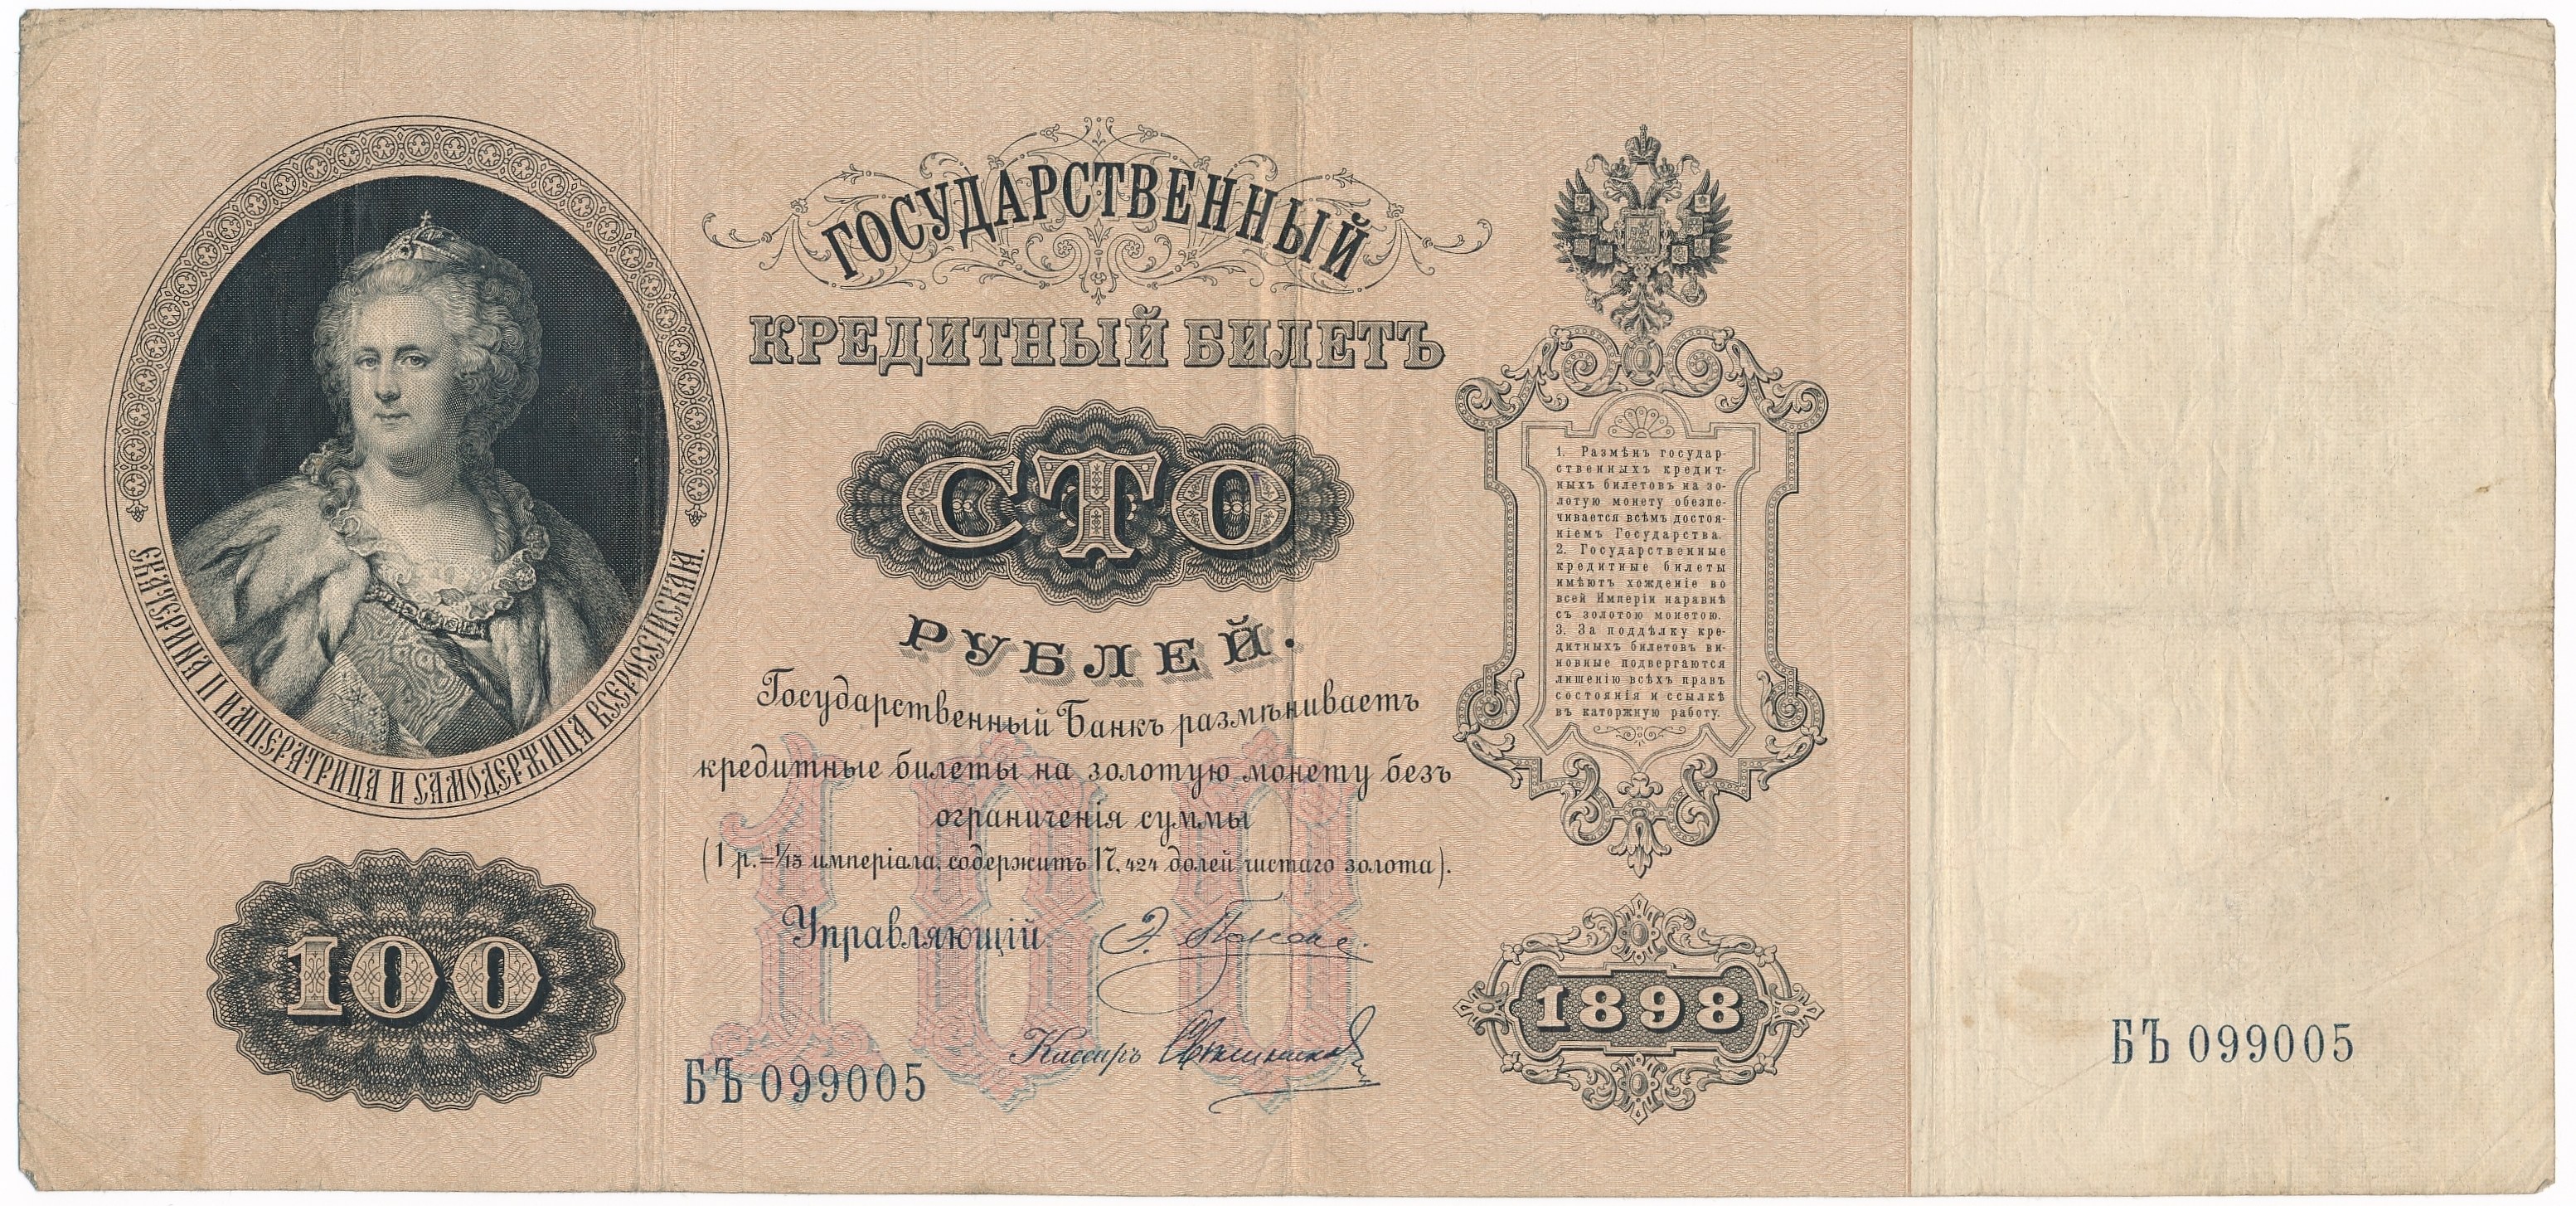 ГОСУДАРСТВЕННЫЙ
КРЕДИТНЫЙ БИЛЕТЪ
СТО
РУБЛЕЙ.
Государственный Банкъ размѣниваетъ
кредитные билеты на золотую монету безъ
ограниченія суммы
(1 р.=1/15 имперіала, содержитъ 17,424 долей чистаго золота).
Управляющій
Кассиръ
БЪ 099005
100
100
ЕКАТЕРИНА II ИМПЕРАТРИЦА И САМОДЕРЖИЦА ВСЕРОССІЙСКАЯ.
1. Размѣнъ государ-
ственныхъ кредит-
ныхъ билетовъ на зо-
лотую монету обезпе-
чивается всѣмъ достоя-
ніемъ Государства.
2. Государственные
кредитные билеты
имѣютъ хожденіе во
всей Имперіи наравнѣ
съ золотою монетою.
3. За поддѣлку кре-
дитныхъ билетовъ ви-
новные подвергаются
лишенію всѣхъ правъ
состоянія и ссылкѣ
въ каторжную работу.
1898
БЪ 099005